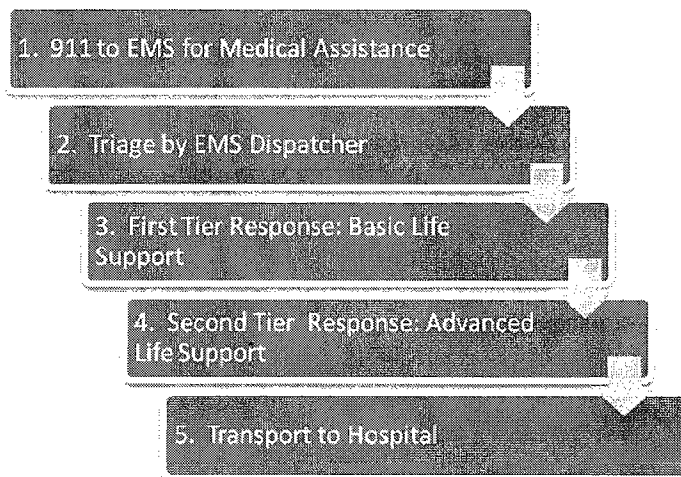 1. 911 to EMS for Medical Assistance
2. Triage by EMS Dispatcher
3. First Tier Response: Basic Life
Support
4. Second Tier Response: Advanced
Life Support
5. Transport to Hospital